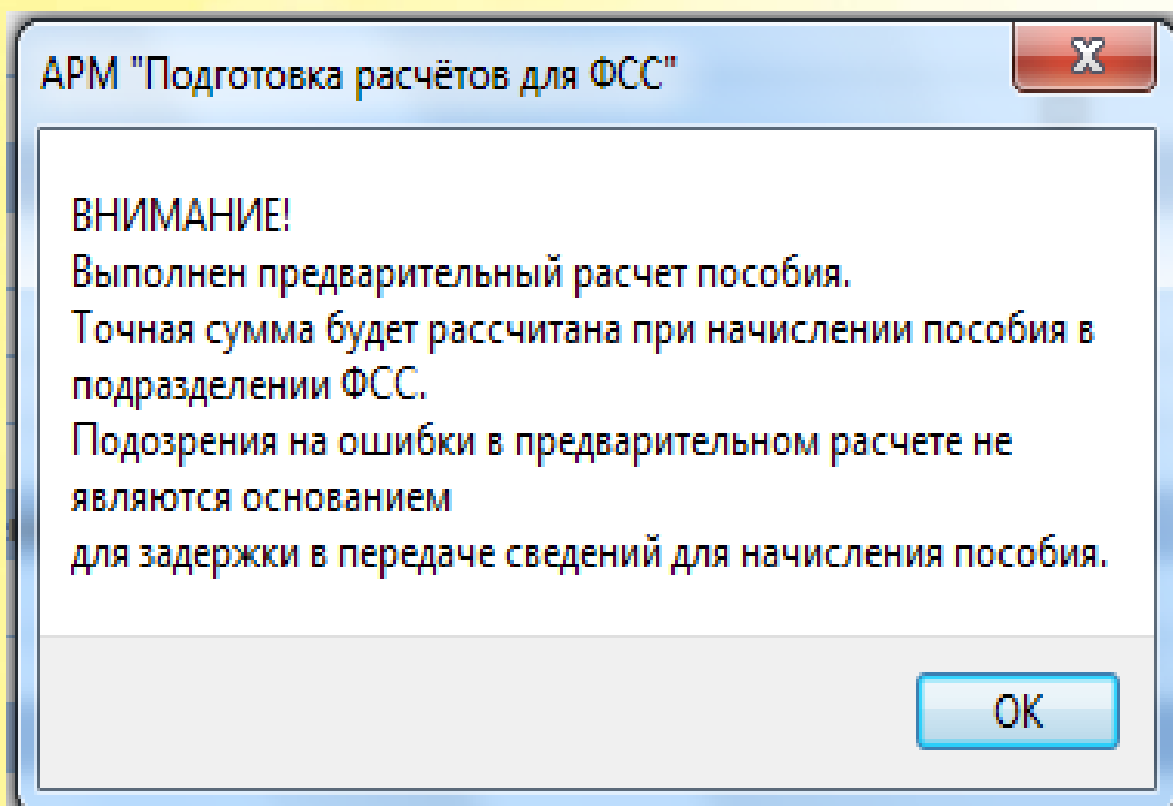 АРМ "Подготовка расчётов для ФСС"
ВНИМАНИЕ!
Выполнен предварительный расчет пособия.
Точная сумма будет рассчитана при начислении пособия в
подразделении ФСС.
Подозрения на ошибки в предварительном расчете не
являются основанием
для задержки в передаче сведений для начисления пособия.
ОК